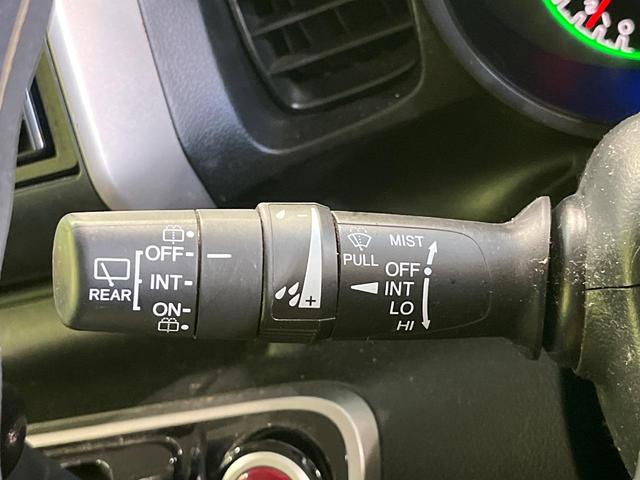 REAR
OFF
INT
ON
- 
+
PULL
MIST
OFF
INT
LO
HI